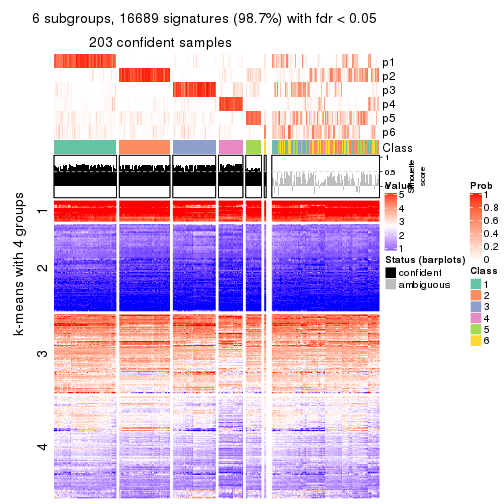 6 subgroups, 16689 signatures (98.7%) with fdr < 0.05
203 confident samples
p1
p2
p3
p4
p5
p6
Class
1
0.5
0
Silhouette
score
k-means with 4 groups
1
2
3
4
Value
5
4
3
2
1
Status (barplots)
confident
ambiguous
Prob
1
0.8
0.6
0.4
0.2
0
Class
1
2
3
4
5
6